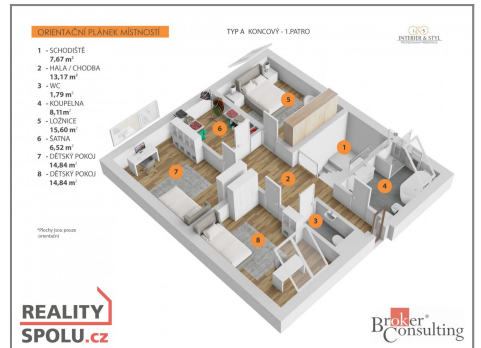 ORIENTAČNÍ PLÁNEK MÍSTNOSTÍ
TYP A KONCOVÝ - 1.PATRO
INTERIER & STYL
1 - SCHODIŠTĚ
7,67 m²
2 - HALA / CHODBA
13,17 m²
3 - WC
1,79 m²
4 - KOUPELNA
8,11 m²
5 - LOŽNICE
15,60 m²
6 - ŠATNA
6,52 m²
7 - DĚTSKÝ POKOJ
14,84 m²
8 - DĚTSKÝ POKOJ
14,84 m²
*Plochy jsou pouze
orientační
5
6
1
7
2
4
3
8
REALITY
SPOLU.CZ
Broker
Consulting